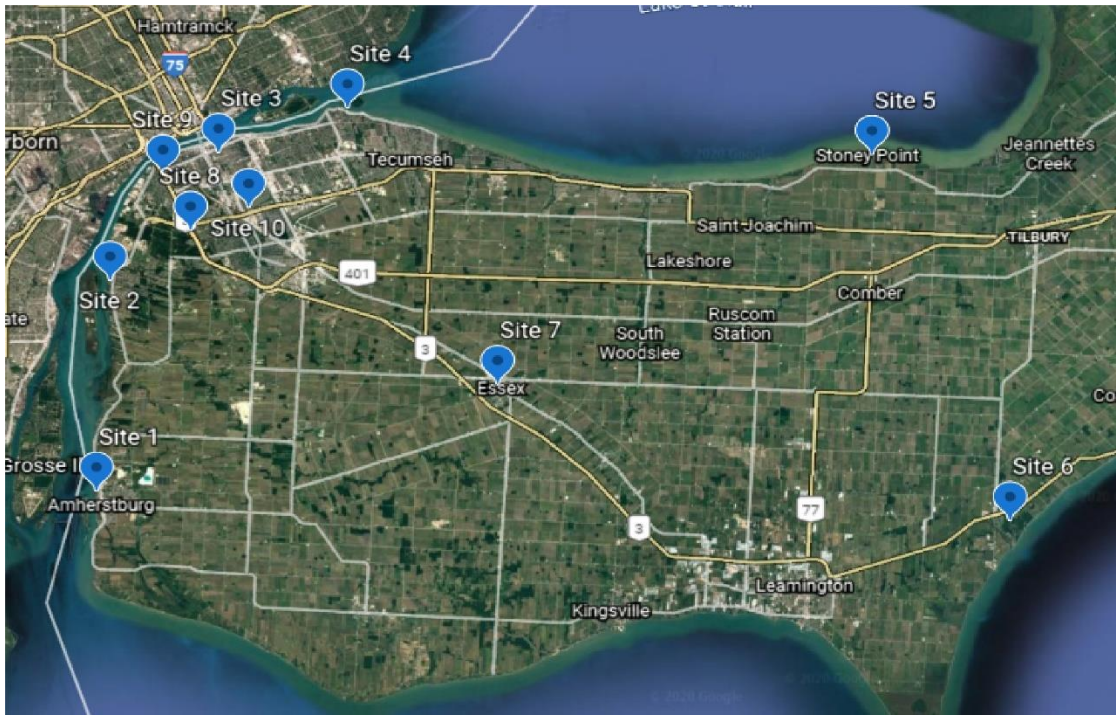 Hamtramck
75
Site 4
Site 3
Site 9
Site 5
rborn
Tecumseh
Stoney Point
Jeannettes
Creek
Site 8
Site 10
Saint Joachim
TILBURY
Lakeshore
401
Site 2
Comber
Ruscom
Station
Site 7
South
Woodslee
3
Essex
Site 1
Site 6
Grosse I
Amherstburg
77
3
Leamington
Kingsville